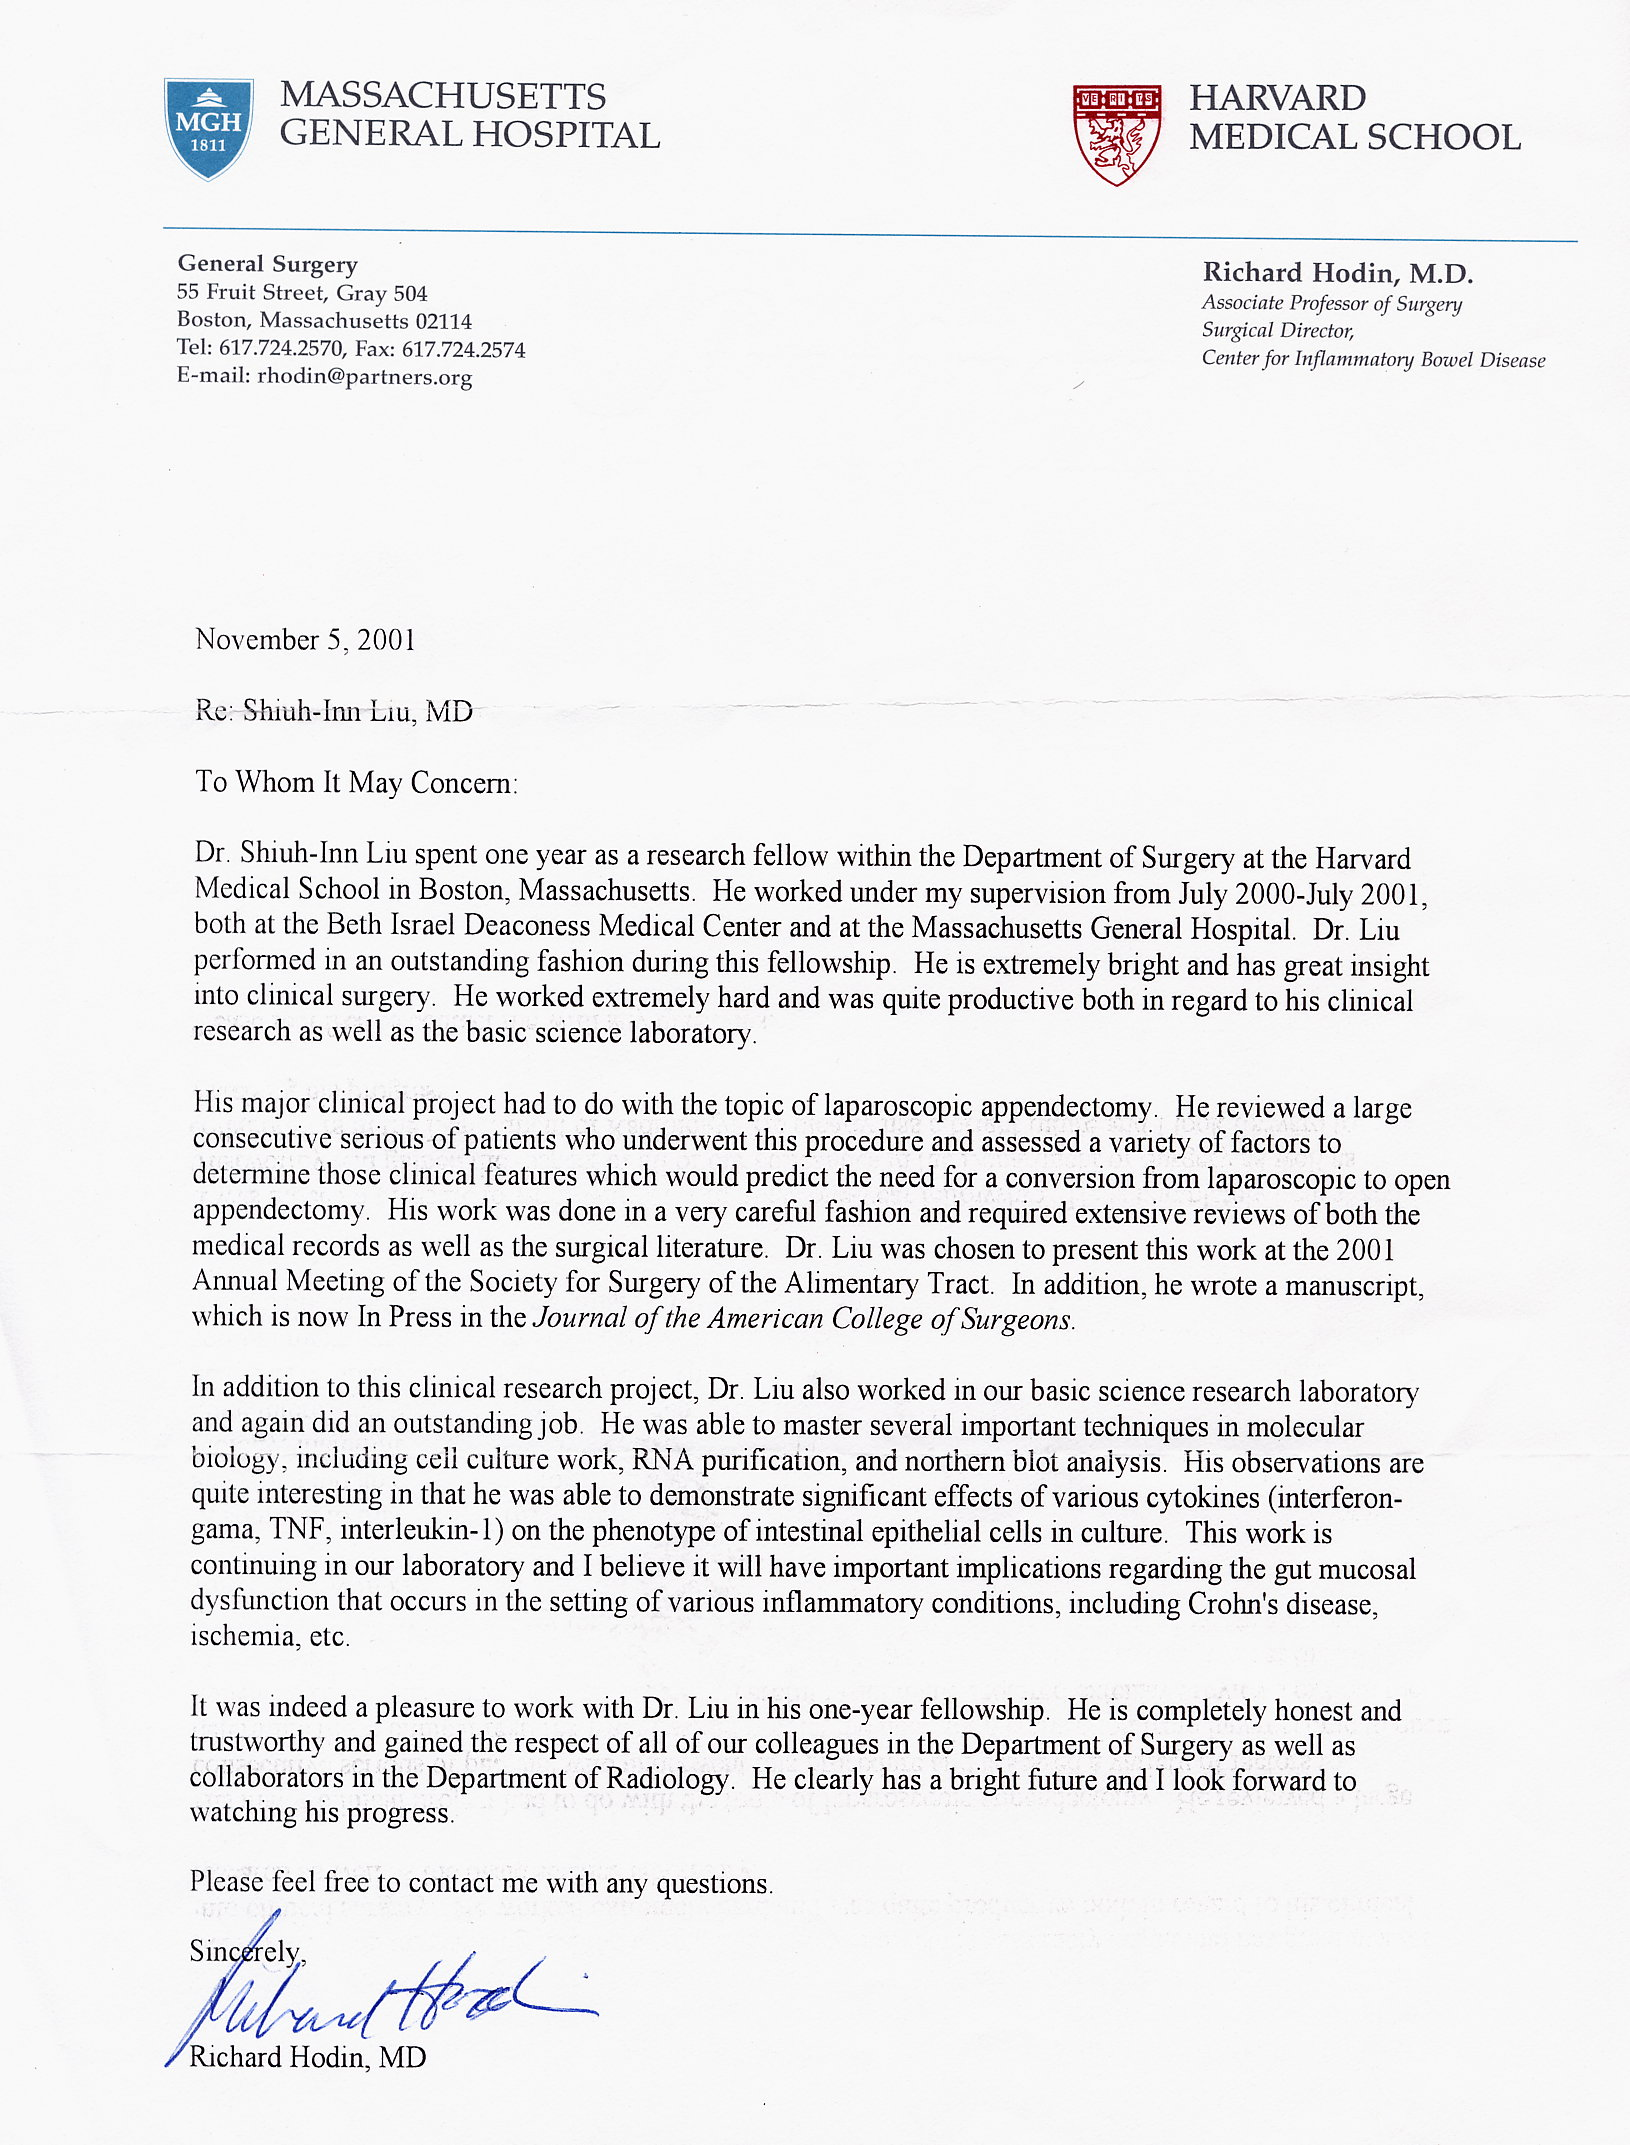 MASSACHUSETTS
GENERAL HOSPITAL
MGH
1811
HARVARD
MEDICAL SCHOOL
VE RI TAS
General Surgery
55 Fruit Street, Gray 504
Boston, Massachusetts 02114
Tel: 617.724.2570, Fax: 617.724.2574
E-mail: rhodin@partners.org
Richard Hodin, M.D.
Associate Professor of Surgery
Surgical Director,
Center for Inflammatory Bowel Disease
November 5, 2001
Re: Shiuh-Inn Liu, MD
To Whom It May Concern:
Dr. Shiuh-Inn Liu spent one year as a research fellow within the Department of Surgery at the Harvard
Medical School in Boston, Massachusetts. He worked under my supervision from July 2000-July 2001,
both at the Beth Israel Deaconess Medical Center and at the Massachusetts General Hospital. Dr. Liu
performed in an outstanding fashion during this fellowship. He is extremely bright and has great insight
into clinical surgery. He worked extremely hard and was quite productive both in regard to his clinical
research as well as the basic science laboratory.
His major clinical project had to do with the topic of laparoscopic appendectomy. He reviewed a large
consecutive serious of patients who underwent this procedure and assessed a variety of factors to
determine those clinical features which would predict the need for a conversion from laparoscopic to open
appendectomy. His work was done in a very careful fashion and required extensive reviews of both the
medical records as well as the surgical literature. Dr. Liu was chosen to present this work at the 2001
Annual Meeting of the Society for Surgery of the Alimentary Tract. In addition, he wrote a manuscript,
which is now In Press in the Journal of the American College of Surgeons.
In addition to this clinical research project, Dr. Liu also worked in our basic science research laboratory
and again did an outstanding job. He was able to master several important techniques in molecular
biology, including cell culture work, RNA purification, and northern blot analysis. His observations are
quite interesting in that he was able to demonstrate significant effects of various cytokines (interferon-
gama, TNF, interleukin-1) on the phenotype of intestinal epithelial cells in culture. This work is
continuing in our laboratory and I believe it will have important implications regarding the gut mucosal
dysfunction that occurs in the setting of various inflammatory conditions, including Crohn's disease,
ischemia, etc.
It was indeed a pleasure to work with Dr. Liu in his one-year fellowship. He is completely honest and
trustworthy and gained the respect of all of our colleagues in the Department of Surgery as well as
collaborators in the Department of Radiology. He clearly has a bright future and I look forward to
watching his progress.
Please feel free to contact me with any questions.
Sincerely,
Richard Hodin
Richard Hodin, MD